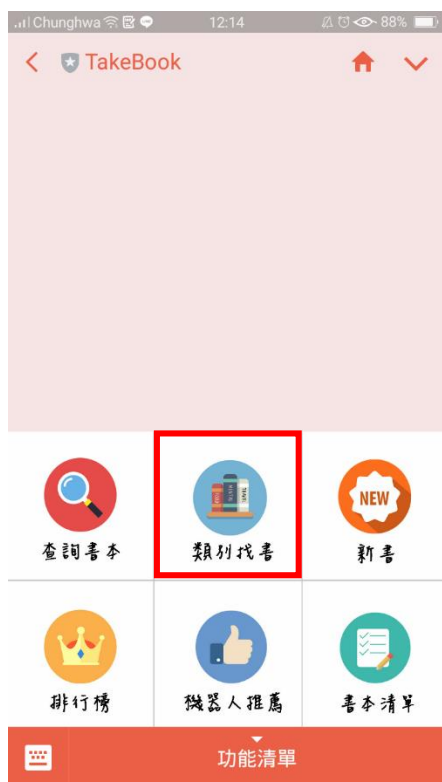 Chunghwa 12:14 88%
TakeBook
NEW
查詢書本 類別找書 新書
排行榜 機器人推薦 書本清單
功能清單